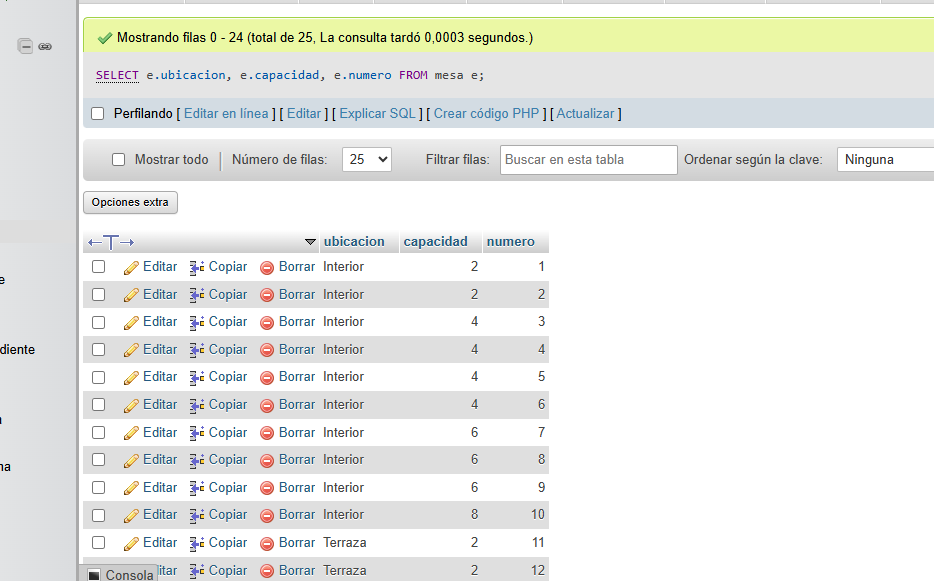 Mostrando filas 0 - 24 (total de 25, La consulta tardó 0,0003 segundos.)
SELECT e.ubicacion, e.capacidad, e.numero FROM mesa e;
Perfilando [ Editar en línea ] [ Editar ] [ Explicar SQL ] [ Crear código PHP ] [ Actualizar ]
Mostrar todo Número de filas: 25 Filtrar filas: Buscar en esta tabla Ordenar según la clave: Ninguna
Opciones extra
ubicacion capacidad numero
Editar Copiar Borrar Interior 2 1
e
Editar Copiar Borrar Interior 2 2
Editar Copiar Borrar Interior 4 3
diente
Editar Copiar Borrar Interior 4 4
Editar Copiar Borrar Interior 4 5
Editar Copiar Borrar Interior 4 6
Editar Copiar Borrar Interior 6 7
Editar Copiar Borrar Interior 6 8
na
Editar Copiar Borrar Interior 6 9
Editar Copiar Borrar Interior 8 10
Editar Copiar Borrar Terraza 2 11
itar Copiar Borrar Terraza 2 12
Consola